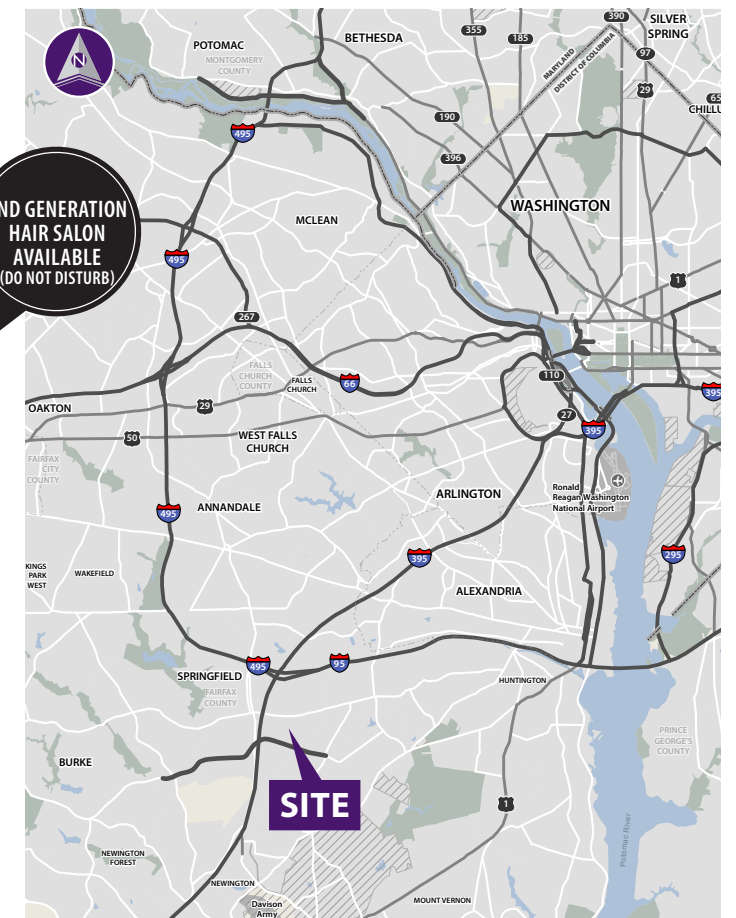 N
POTOMAC
MONTGOMERY
COUNTY
BETHESDA
355
185
390
SILVER
SPRING
97
MARYLAND
DISTRICT OF COLUMBIA
29
CHILLU
65
190
396
495
ND GENERATION
HAIR SALON
AVAILABLE
(DO NOT DISTURB)
MCLEAN
WASHINGTON
495
1
267
FALLS
CHURCH
COUNTY
FALLS
CHURCH
66
110
395
OAKTON
29
27
395
50
WEST FALLS
CHURCH
FAIRFAX
CITY
COUNTY
ARLINGTON
Ronald
Reagan Washington
National Airport
495
ANNANDALE
395
295
KINGS
PARK
WEST
WAKEFIELD
ALEXANDRIA
495
95
SPRINGFIELD
FAIRFAX
COUNTY
HUNTINGTON
PRINCE
GEORGE'S
COUNTY
BURKE
SITE
1
Potomac River
NEWINGTON
FOREST
NEWINGTON
Davison
Army
MOUNT VERNON